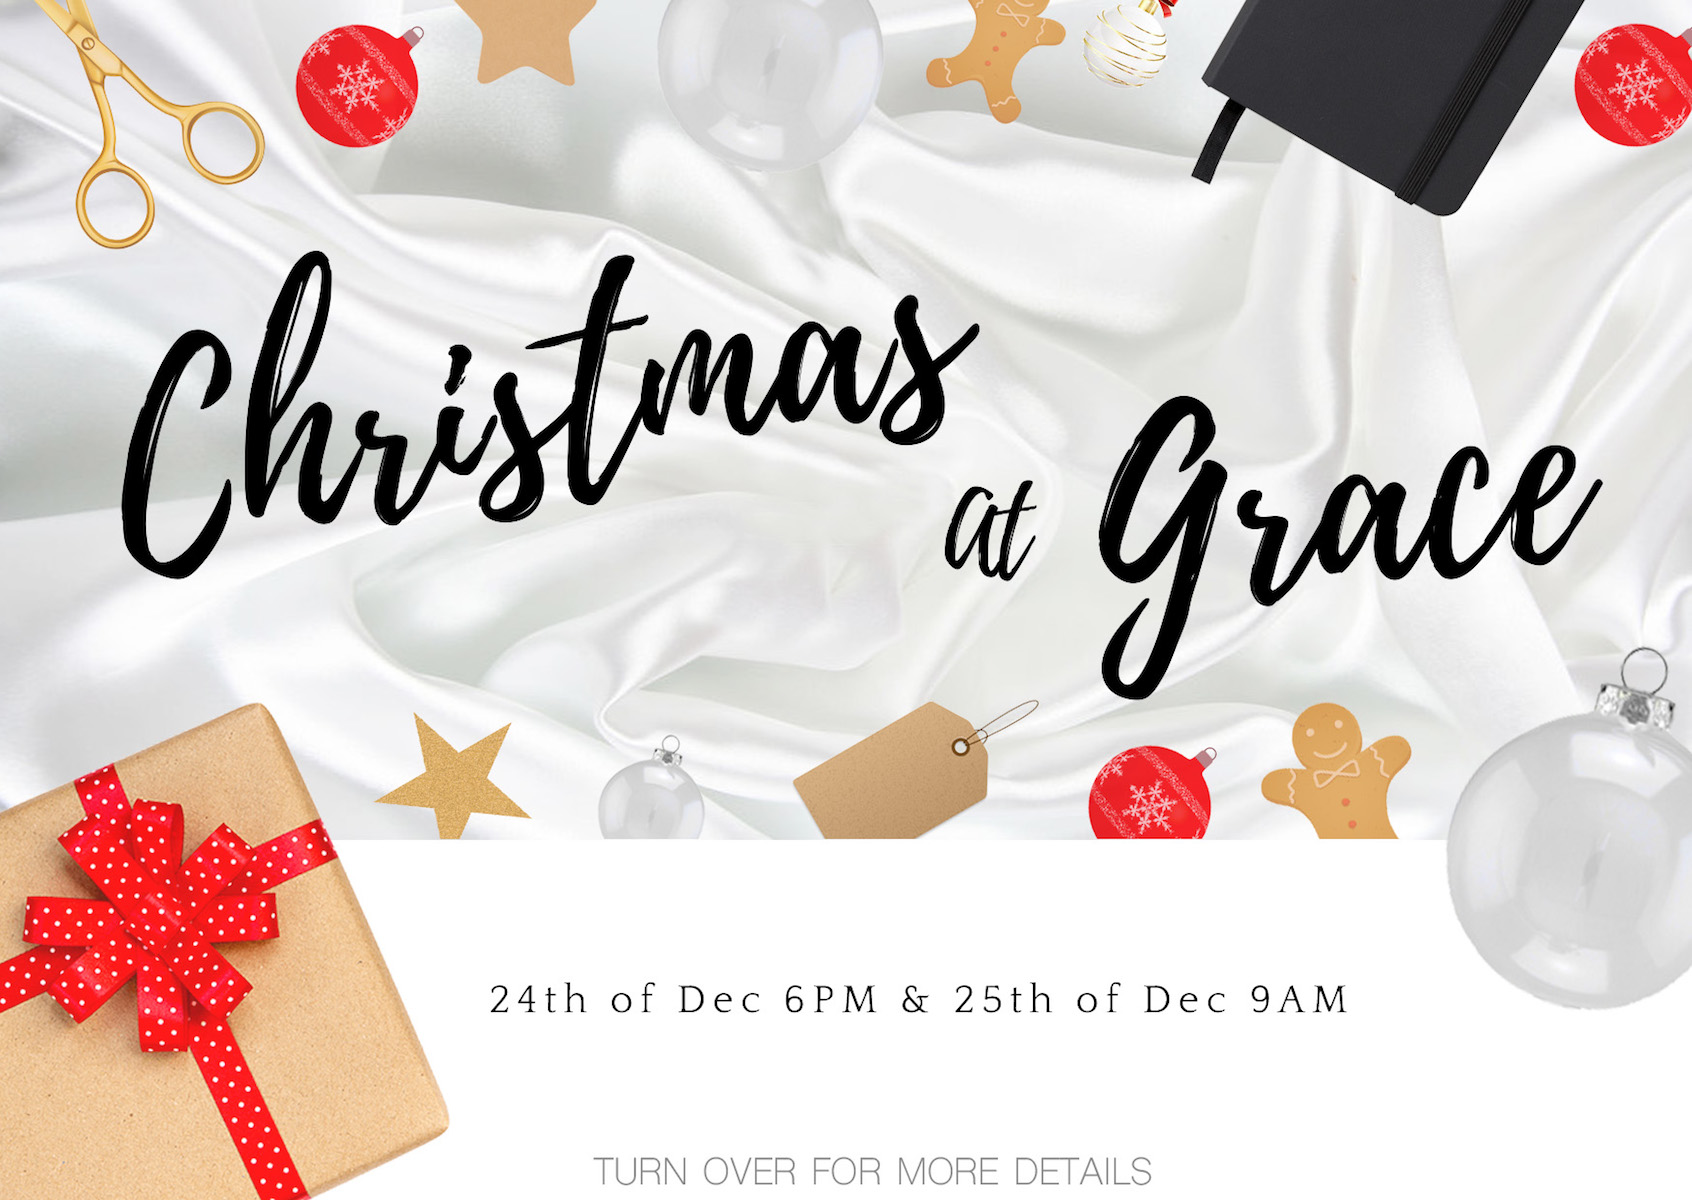 Christmas
at Grace
24th of Dec 6PM & 25th of Dec 9AM
TURN OVER FOR MORE DETAILS